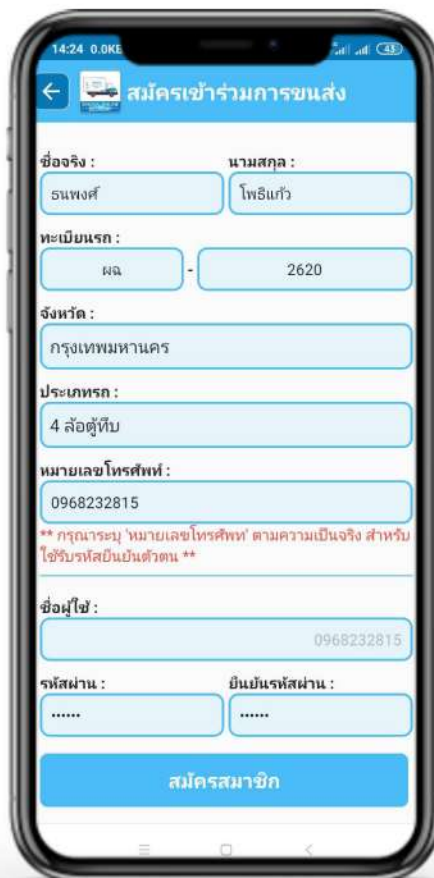 14:24 0.0KB
สมัครเข้าร่วมการขนส่ง
ชื่อจริง : นามสกุล :
ธนพงศ์ โพธิแก้ว
ทะเบียนรถ :
ผฉ - 2620
จังหวัด :
กรุงเทพมหานคร
ประเภทรถ :
4 ล้อตู้ทึบ
หมายเลขโทรศัพท์ :
0968232815
** กรุณาระบุ 'หมายเลขโทรศัพท' ตามความเป็นจริง สำหรับ
ใช้รับรหัสยืนยันตัวตน **
ชื่อผู้ใช้ :
0968232815
รหัสผ่าน : ยืนยันรหัสผ่าน :
•••••• ••••••
สมัครสมาชิก